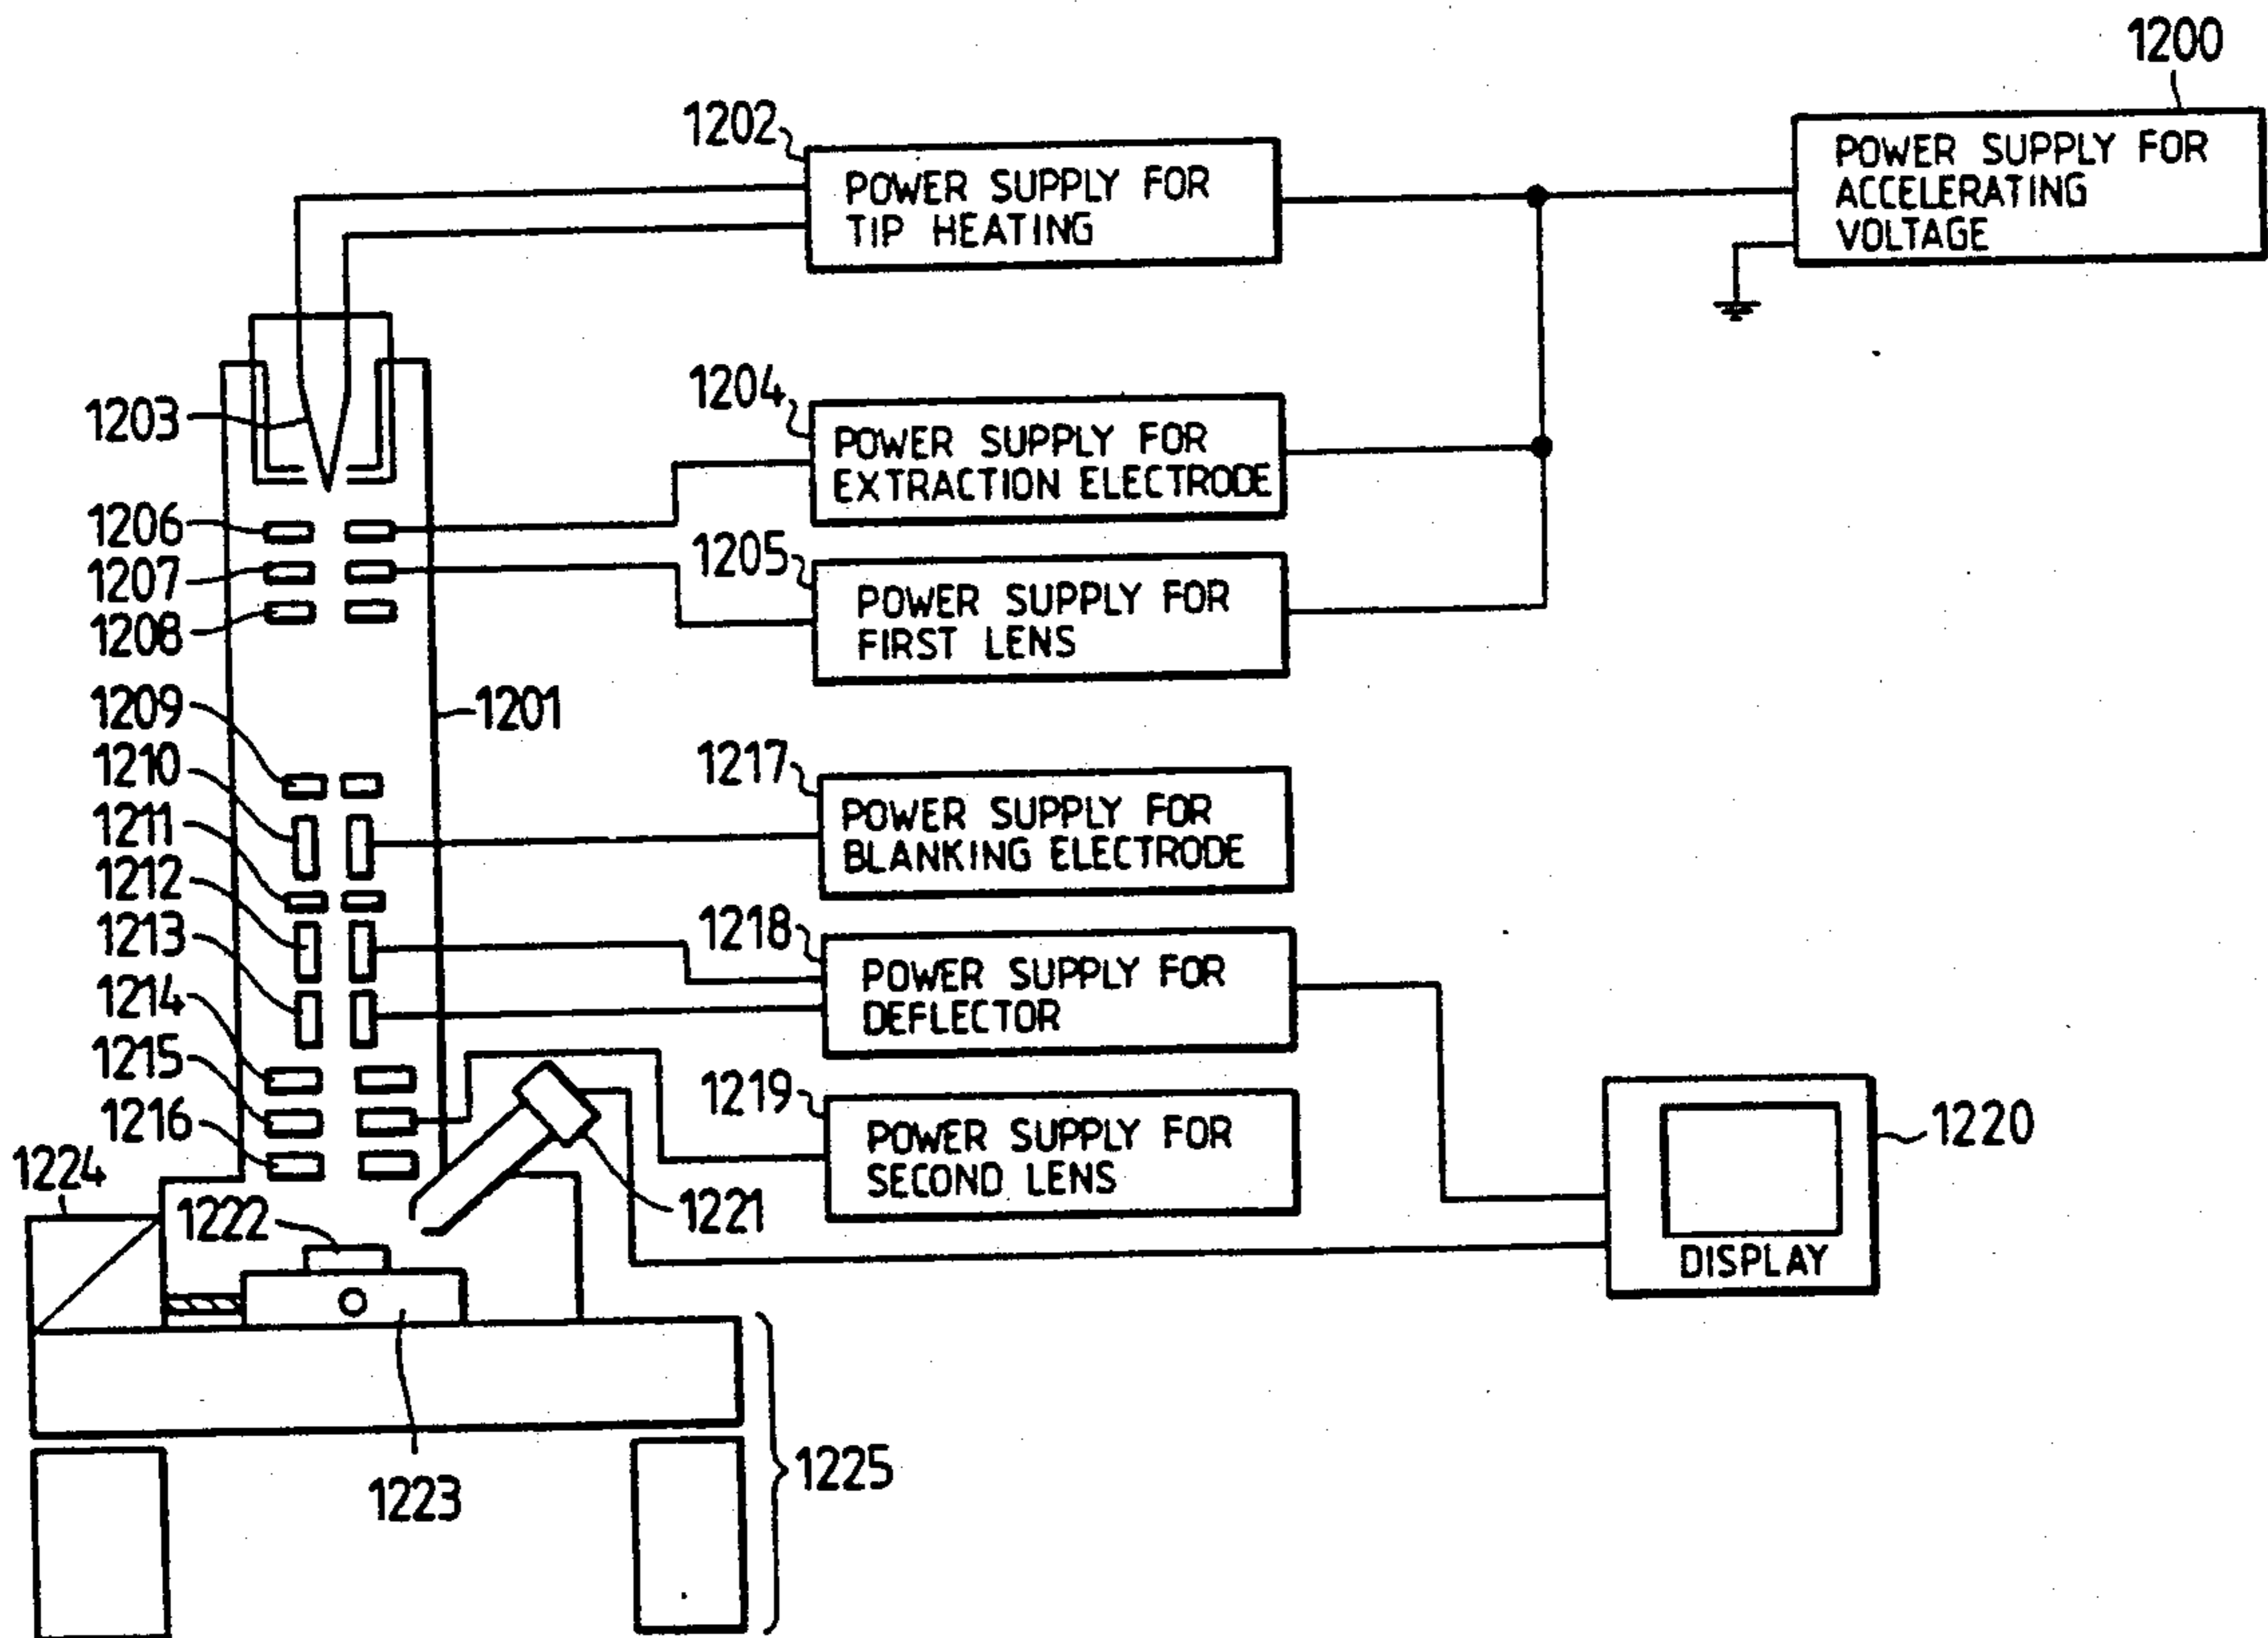 1200
1202
POWER SUPPLY FOR
TIP HEATING
POWER SUPPLY FOR
ACCELERATING
VOLTAGE
1203
1204
POWER SUPPLY FOR
EXTRACTION ELECTRODE
1206
1205
1207
POWER SUPPLY FOR
FIRST LENS
1208
1209
1201
1210
1217
POWER SUPPLY FOR
BLANKING ELECTRODE
1211
1212
1213
1218
POWER SUPPLY FOR
DEFLECTOR
1214
1215
1219
POWER SUPPLY FOR
SECOND LENS
1216
1220
1224
1222
1221
DISPLAY
1223
1225